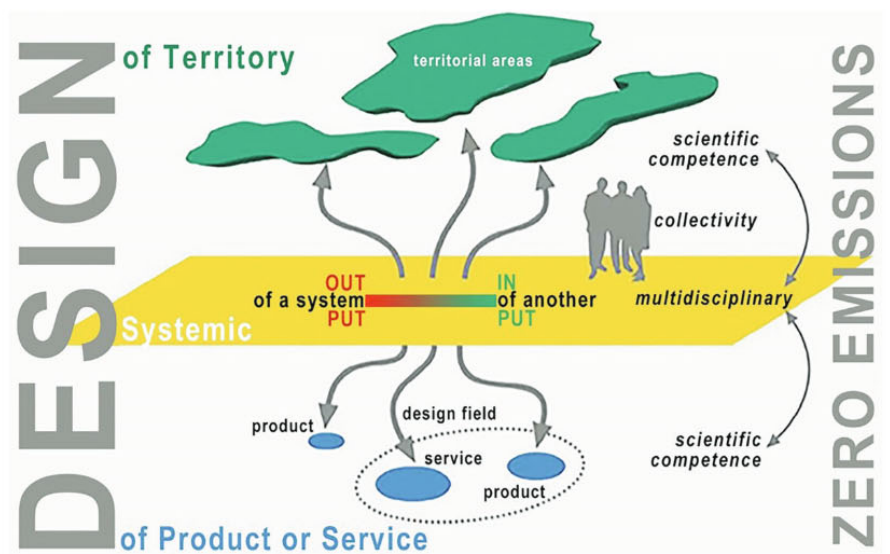 DESIGN
of Territory
territorial areas
scientific
competence
collectivity
OUT
IN
of a system
of another
multidisciplinary
PUT
PUT
Systemic
design field
product
service
product
scientific
competence
of Product or Service
ZERO EMISSIONS